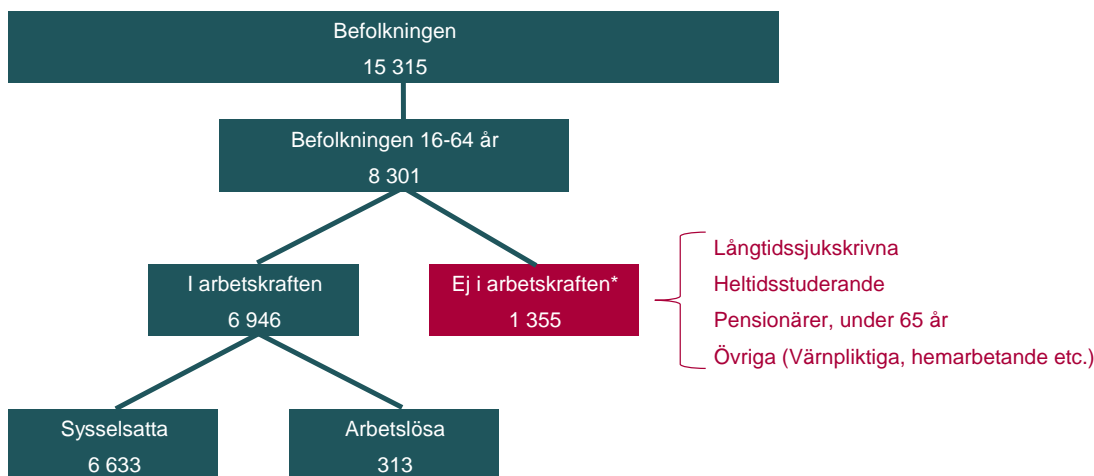 Befolkningen
15 315
Befolkningen 16-64 år
8 301
I arbetskraften
6 946
Ej i arbetskraften*
1 355
Långtidssjukskrivna
Heltidsstuderande
Pensionärer, under 65 år
Övriga (Värnpliktiga, hemarbetande etc.)
Sysselsatta
6 633
Arbetslösa
313